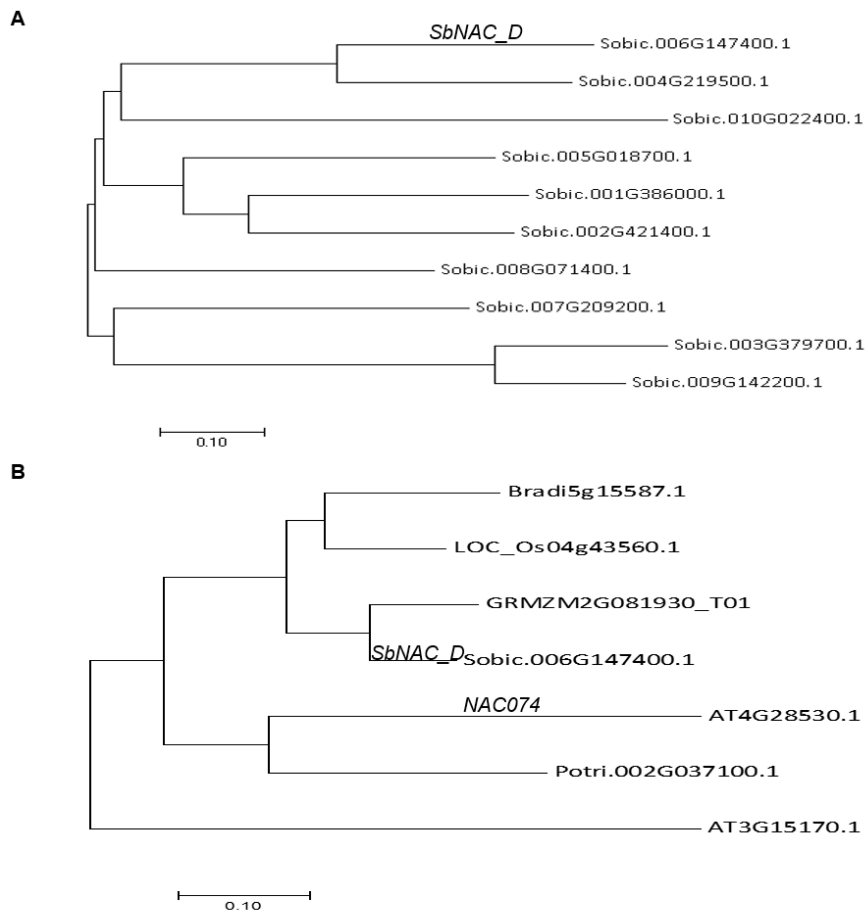 A
SbNAC_D
Sobic.006G147400.1
Sobic.004G219500.1
Sobic.010G022400.1
Sobic.005G018700.1
Sobic.001G386000.1
Sobic.002G421400.1
Sobic.008G071400.1
Sobic.007G209200.1
Sobic.003G379700.1
Sobic.009G142200.1
0.10
B
Bradi5g15587.1
LOC_Os04g43560.1
GRMZM2G081930_T01
SbNAC_D Sobic.006G147400.1
NAC074
AT4G28530.1
Potri.002G037100.1
AT3G15170.1
0.10